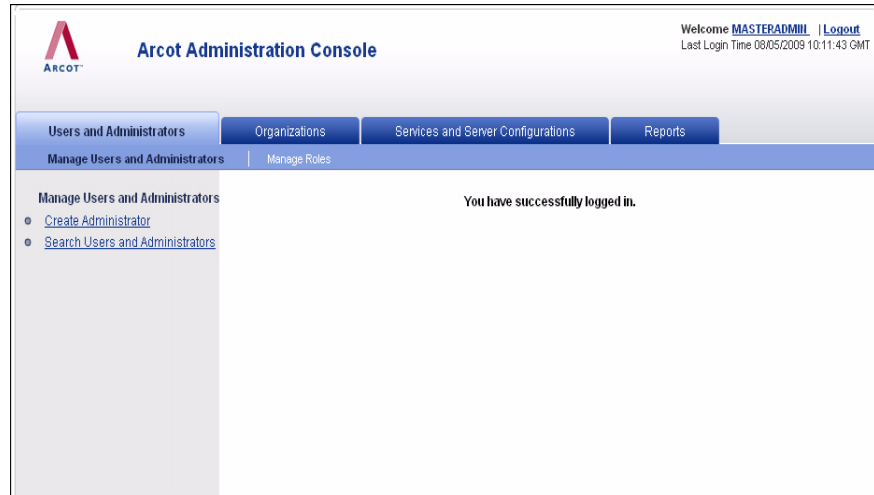 Welcome MASTERADMIN | Logout
Last Login Time 08/05/2009 10:11:43 GMT
ARCOT™
Arcot Administration Console
Users and Administrators Organizations Services and Server Configurations Reports
Manage Users and Administrators | Manage Roles
Manage Users and Administrators
Create Administrator
Search Users and Administrators
You have successfully logged in.